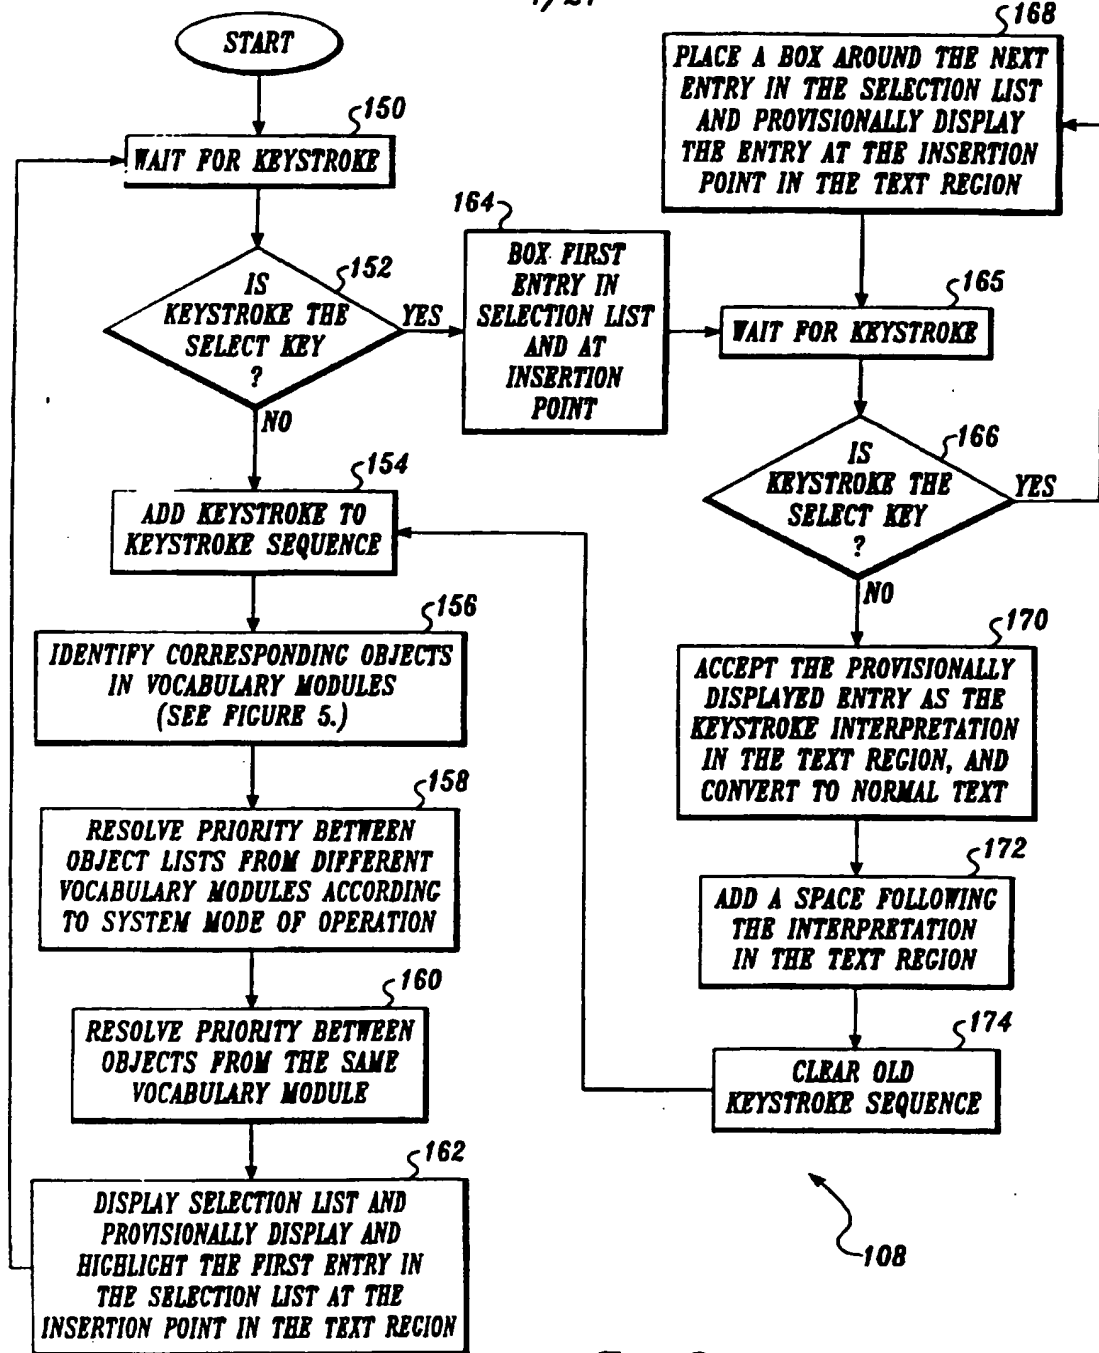 START
150
WAIT FOR KEYSTROKE
152
IS
KEYSTROKE THE
SELECT KEY
?
YES
NO
164
BOX FIRST
ENTRY IN
SELECTION LIST
AND AT
INSERTION
POINT
154
ADD KEYSTROKE TO
KEYSTROKE SEQUENCE
156
IDENTIFY CORRESPONDING OBJECTS
IN VOCABULARY MODULES
(SEE FIGURE 5.)
158
RESOLVE PRIORITY BETWEEN
OBJECT LISTS FROM DIFFERENT
VOCABULARY MODULES ACCORDING
TO SYSTEM MODE OF OPERATION
160
RESOLVE PRIORITY BETWEEN
OBJECTS FROM THE SAME
VOCABULARY MODULE
162
DISPLAY SELECTION LIST AND
PROVISIONALLY DISPLAY AND
HIGHLIGHT THE FIRST ENTRY IN
THE SELECTION LIST AT THE
INSERTION POINT IN THE TEXT REGION
168
PLACE A BOX AROUND THE NEXT
ENTRY IN THE SELECTION LIST
AND PROVISIONALLY DISPLAY
THE ENTRY AT THE INSERTION
POINT IN THE TEXT REGION
165
WAIT FOR KEYSTROKE
166
IS
KEYSTROKE THE
SELECT KEY
?
YES
NO
170
ACCEPT THE PROVISIONALLY
DISPLAYED ENTRY AS THE
KEYSTROKE INTERPRETATION
IN THE TEXT REGION, AND
CONVERT TO NORMAL TEXT
172
ADD A SPACE FOLLOWING
THE INTERPRETATION
IN THE TEXT REGION
174
CLEAR OLD
KEYSTROKE SEQUENCE
108